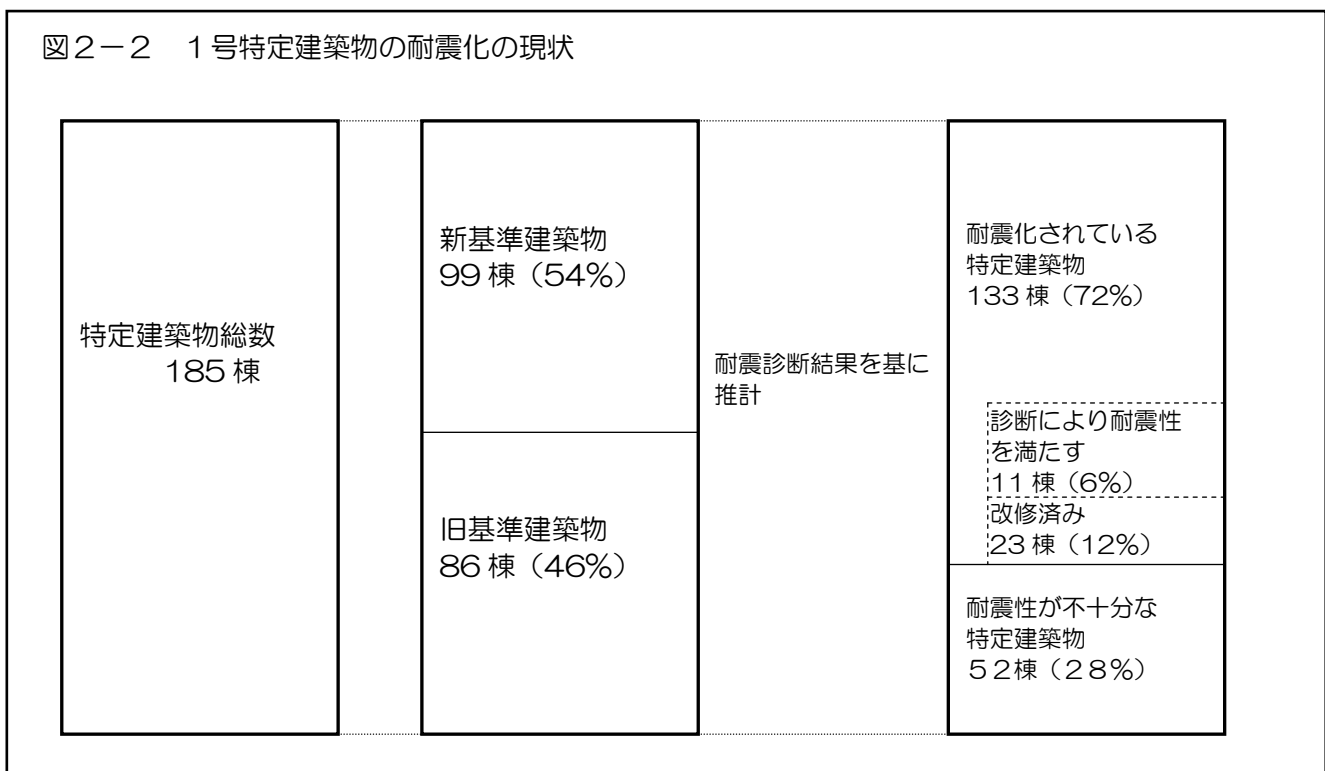 図２－２　１号特定建築物の耐震化の現状
特定建築物総数
185 棟
新基準建築物
99 棟（54％）
旧基準建築物
86 棟（46％）
耐震診断結果を基に
推計
耐震化されている
特定建築物
133 棟（72％）
診断により耐震性
を満たす
11 棟（6％）
改修済み
23 棟（12％）
耐震性が不十分な
特定建築物
５２棟（２８％）